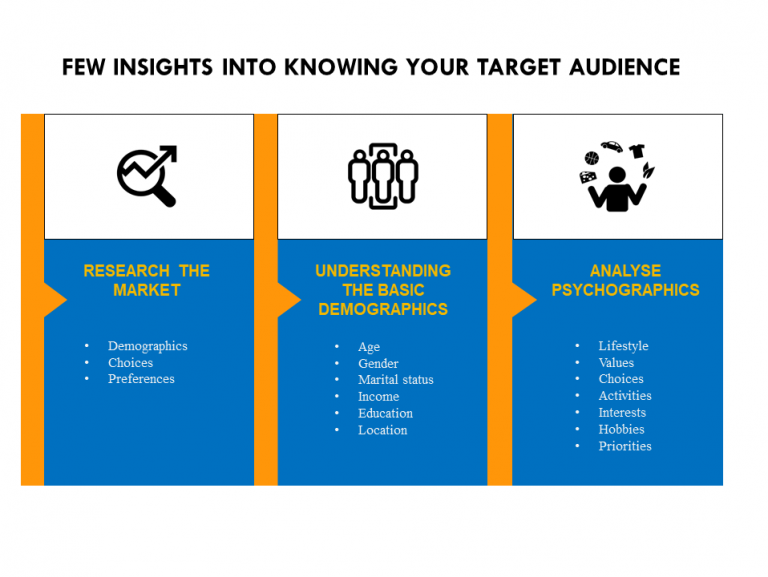 FEW INSIGHTS INTO KNOWING YOUR TARGET AUDIENCE
RESEARCH THE
MARKET
• Demographics
• Choices
• Preferences
UNDERSTANDING
THE BASIC
DEMOGRAPHICS
• Age
• Gender
• Marital status
• Income
• Education
• Location
ANALYSE
PSYCHOGRAPHICS
• Lifestyle
• Values
• Choices
• Activities
• Interests
• Hobbies
• Priorities